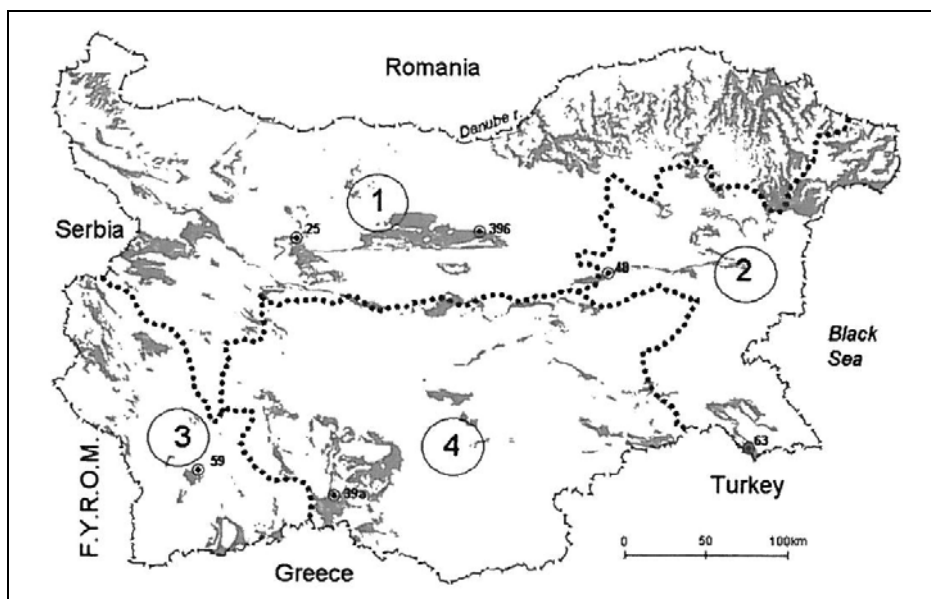 Romania
Danube r.
1
Serbia
25
396
48
2
Black
Sea
3
4
59
39a
63
F.Y.R.O.M.
Turkey
0 50 100km
Greece